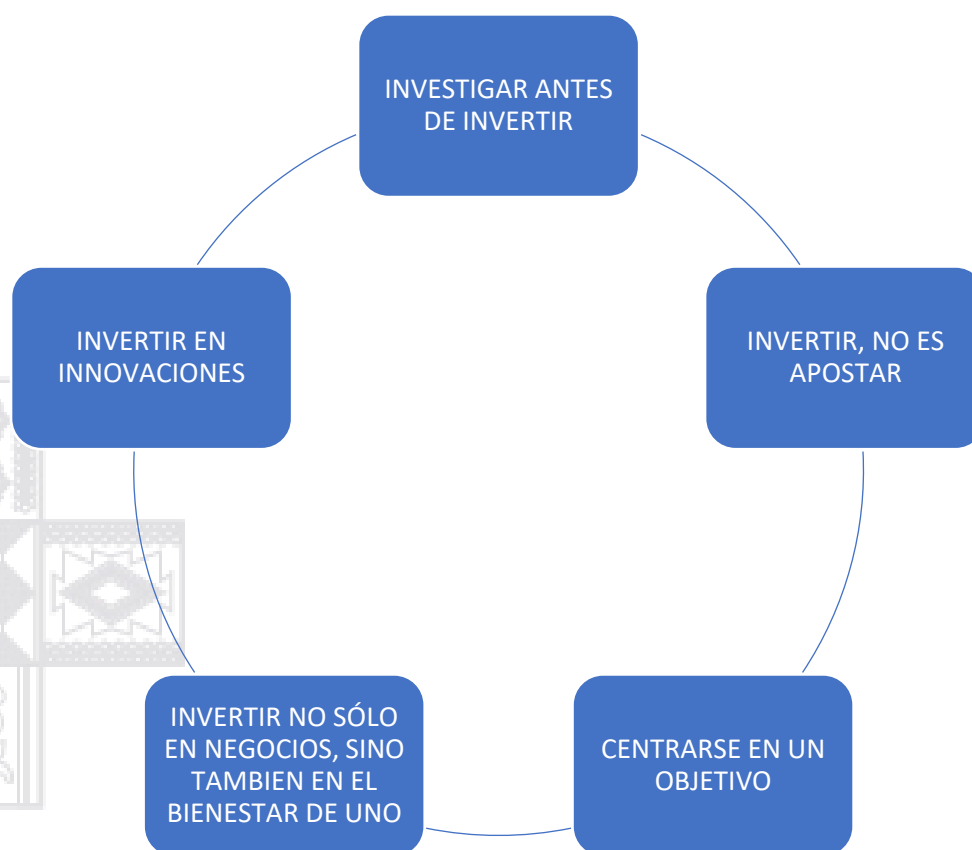 INVESTIGAR ANTES
DE INVERTIR
INVERTIR, NO ES
APOSTAR
CENTRARSE EN UN
OBJETIVO
INVERTIR NO SÓLO
EN NEGOCIOS, SINO
TAMBIEN EN EL
BIENESTAR DE UNO
INVERTIR EN
INNOVACIONES